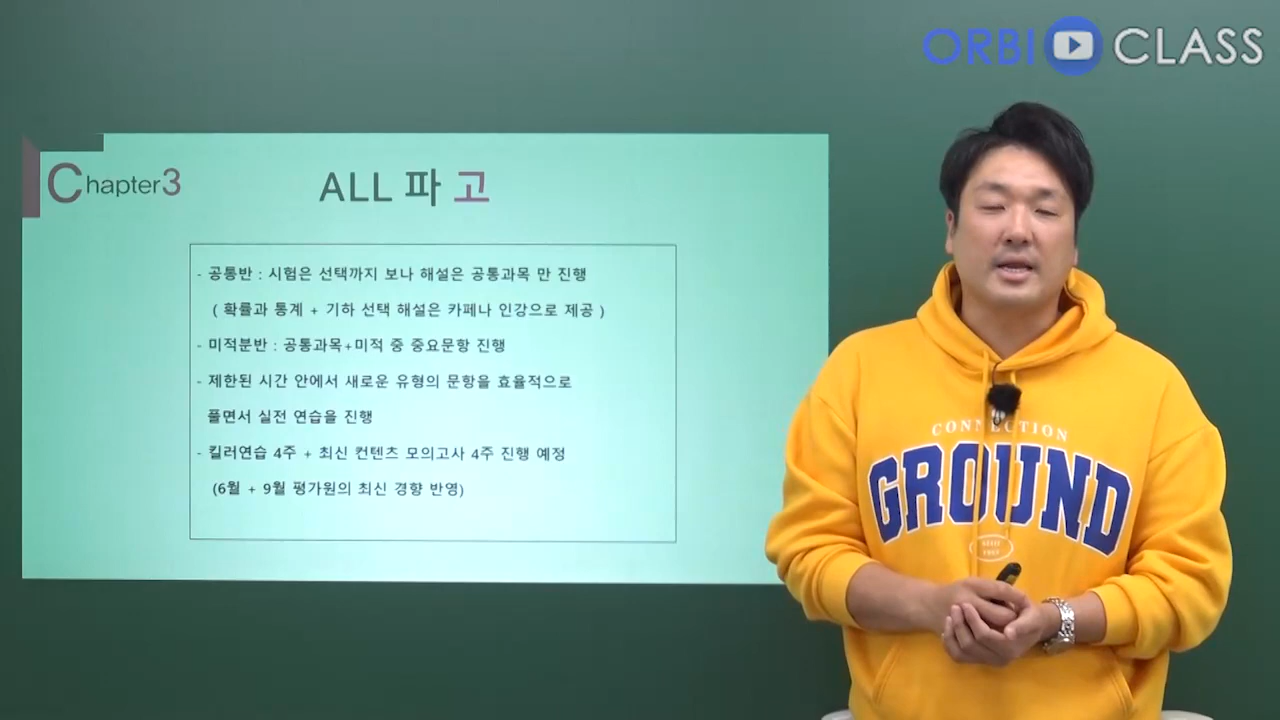 ORBI CLASS
Chapter3
ALL 파고
- 공통반 : 시험은 선택까지 보나 해설은 공통과목 만 진행
( 확률과 통계 + 기하 선택 해설은 카페나 인강으로 제공 )
- 미적분반 : 공통과목+미적 중 중요문항 진행
- 제한된 시간 안에서 새로운 유형의 문항을 효율적으로
풀면서 실전 연습을 진행
- 킬러연습 4주 + 최신 컨텐츠 모의고사 4주 진행 예정
(6월 + 9월 평가원의 최신 경향 반영)
CONNECTION
GROUND